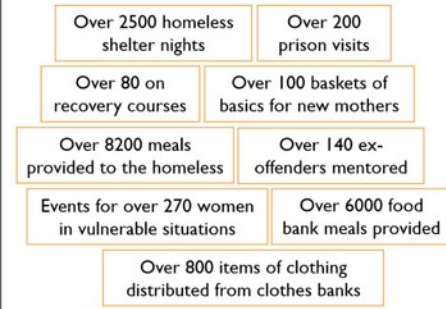 Over 2500 homeless
shelter nights
Over 200
prison visits
Over 80 on
recovery courses
Over 100 baskets of
basics for new mothers
Over 8200 meals
provided to the homeless
Over 140 ex-
offenders mentored
Events for over 270 women
in vulnerable situations
Over 6000 food
bank meals provided
Over 800 items of clothing
distributed from clothes banks